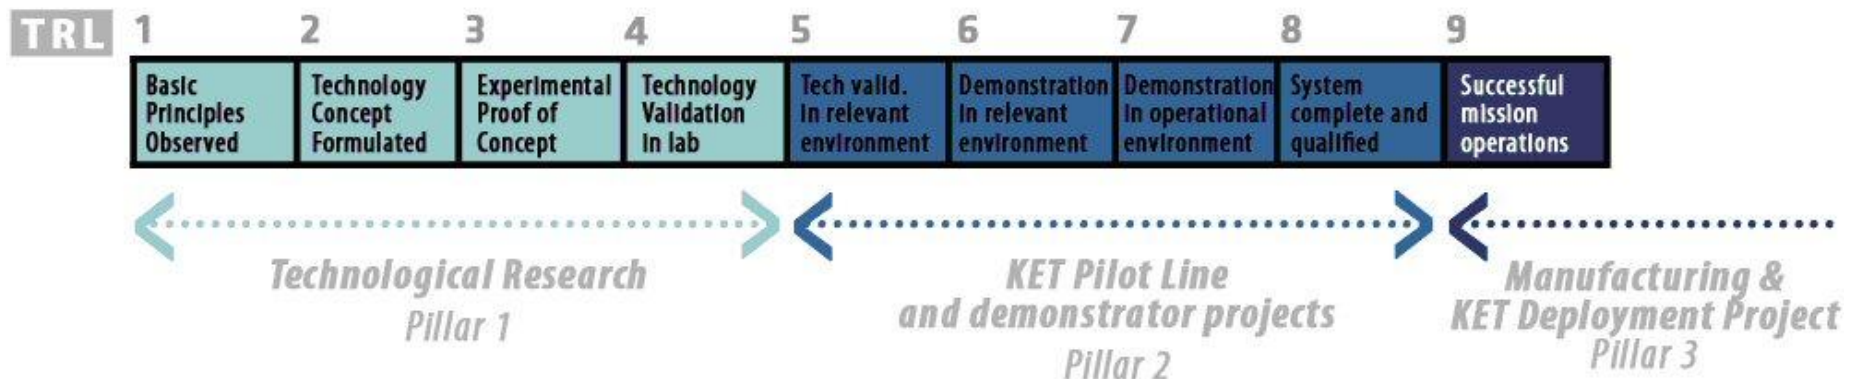 TRL 1 2 3 4 5 6 7 8 9
Basic
Principles
Observed
Technology
Concept
Formulated
Experimental
Proof of
Concept
Technology
Validation
in lab
Tech valid.
in relevant
environment
Demonstration
in relevant
environment
Demonstration
in operational
environment
System
complete and
qualified
Successful
mission
operations
Technological Research
Pillar 1
KET Pilot Line
and demonstrator projects
Pillar 2
Manufacturing &
KET Deployment Project
Pillar 3